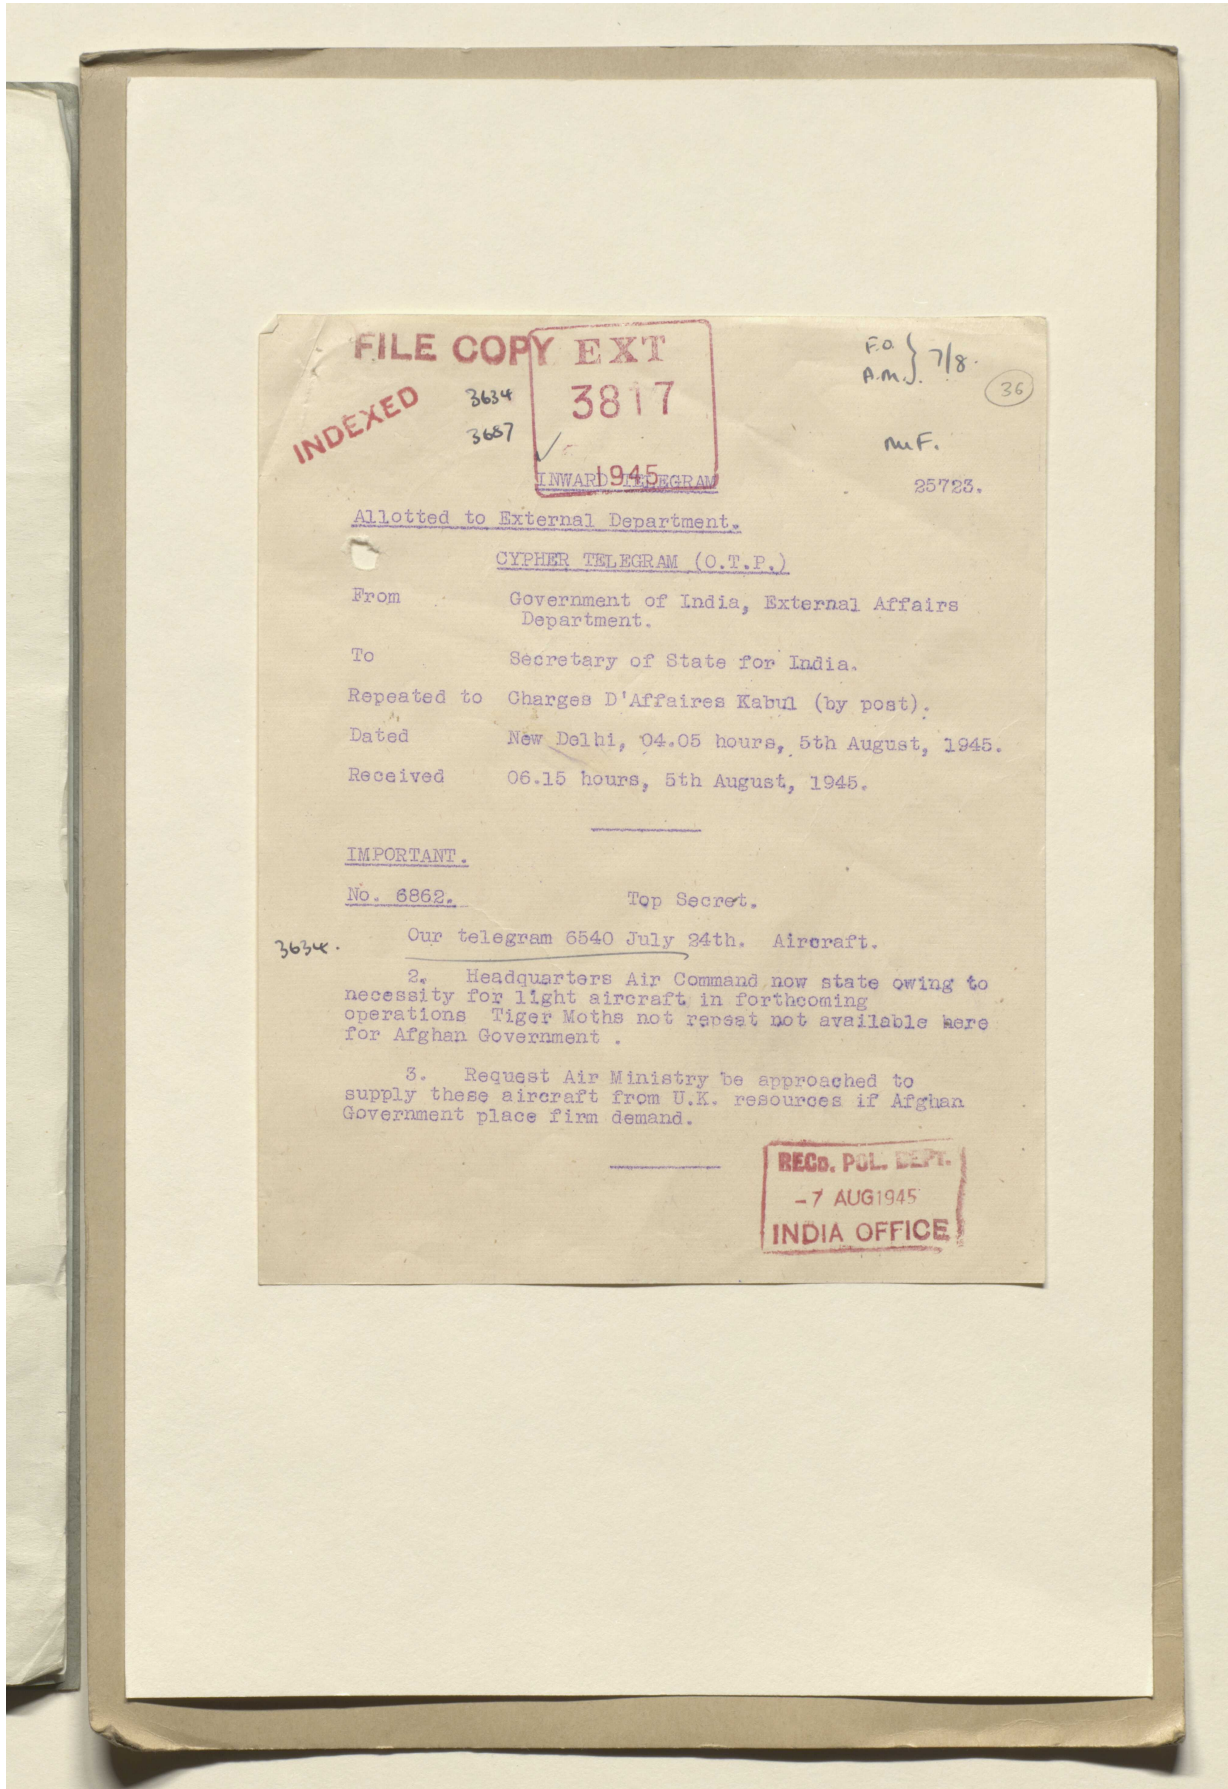 FILE COPY
EXT
3817
1945
INDEXED
3634
3687
F.O.
A.M.
7/8.
36
25723.
INWARD TELEGRAM
Allotted to External Department.
CYPHER TELEGRAM (O.T.P.)
From Government of India, External Affairs
Department.
To Secretary of State for India.
Repeated to Charges D'Affaires Kabul (by post).
Dated New Delhi, 04.05 hours, 5th August, 1945.
Received 06.15 hours, 5th August, 1945.
IMPORTANT.
No. 6862. Top Secret.
3634.
Our telegram 6540 July 24th. Aircraft.
2. Headquarters Air Command now state owing to
necessity for light aircraft in forthcoming
operations Tiger Moths not repeat not available here
for Afghan Government .
3. Request Air Ministry be approached to
supply these aircraft from U.K. resources if Afghan
Government place firm demand.
RECD. POL. DEPT.
-7 AUG 1945
INDIA OFFICE